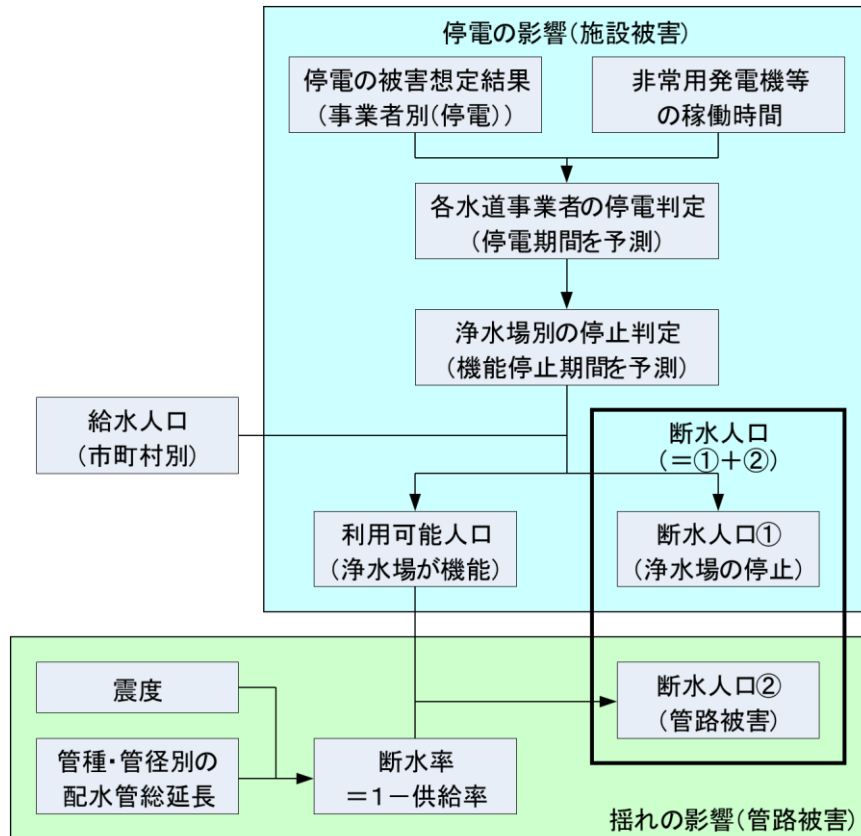 停電の影響(施設被害)
停電の被害想定結果
(事業者別(停電))
非常用発電機等
の稼働時間
各水道事業者の停電判定
(停電期間を予測)
浄水場別の停止判定
(機能停止期間を予測)
給水人口
(市町村別)
断水人口
(=①+②)
利用可能人口
(浄水場が機能)
断水人口①
(浄水場の停止)
震度
断水人口②
(管路被害)
管種・管径別の
配水管総延長
断水率
=1-供給率
揺れの影響(管路被害)